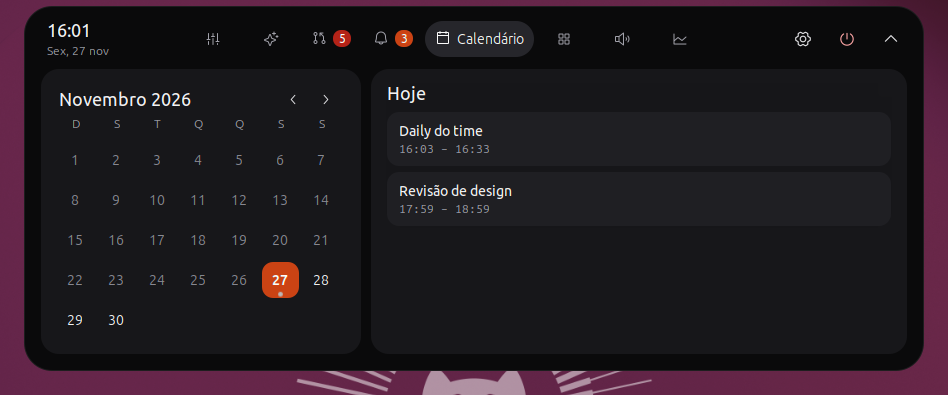 16:01
Sex, 27 nov
5
3
Calendário
Novembro 2026
D S T Q Q S S
1 2 3 4 5 6 7
8 9 10 11 12 13 14
15 16 17 18 19 20 21
22 23 24 25 26 27 28
29 30
Hoje
Daily do time
16:03 – 16:33
Revisão de design
17:59 – 18:59